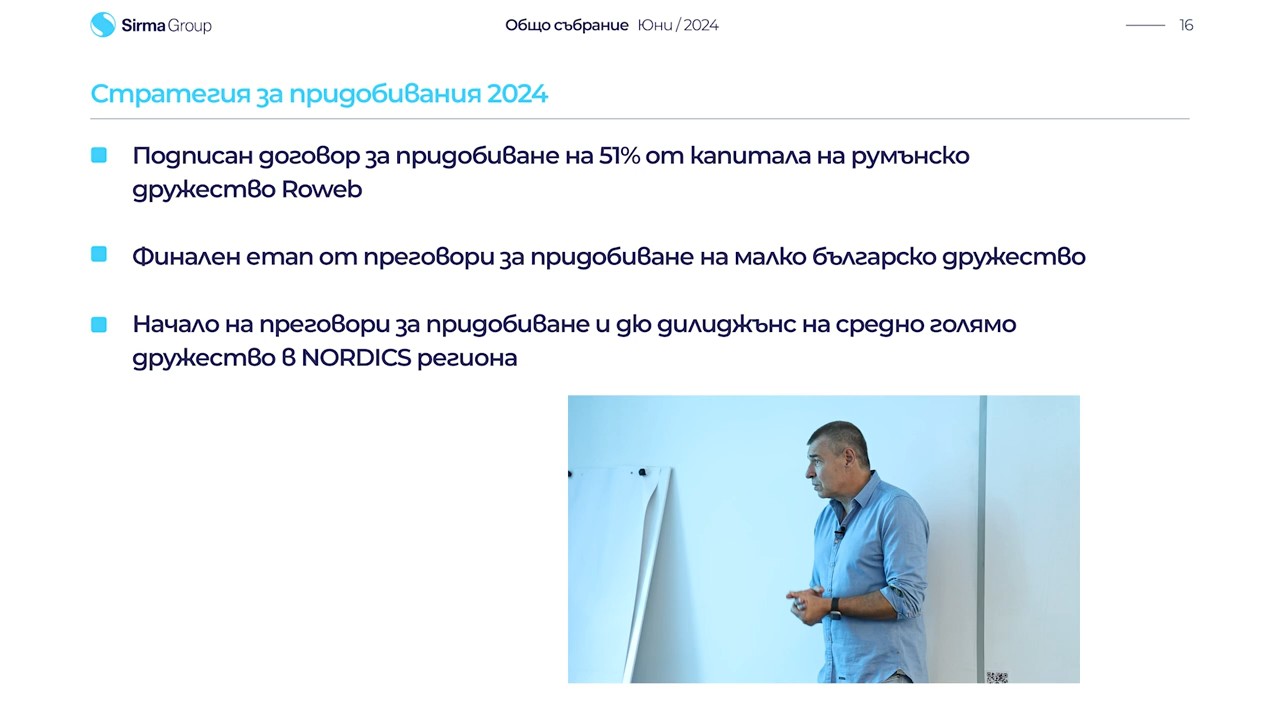 Sirma Group
Общо събрание Юни / 2024
16
Стратегия за придобивания 2024
Подписан договор за придобиване на 51% от капитала на румънско
дружество Roweb
Финален етап от преговори за придобиване на малко българско дружество
Начало на преговори за придобиване и дю дилиджънс на средно голямо
дружество в NORDICS региона